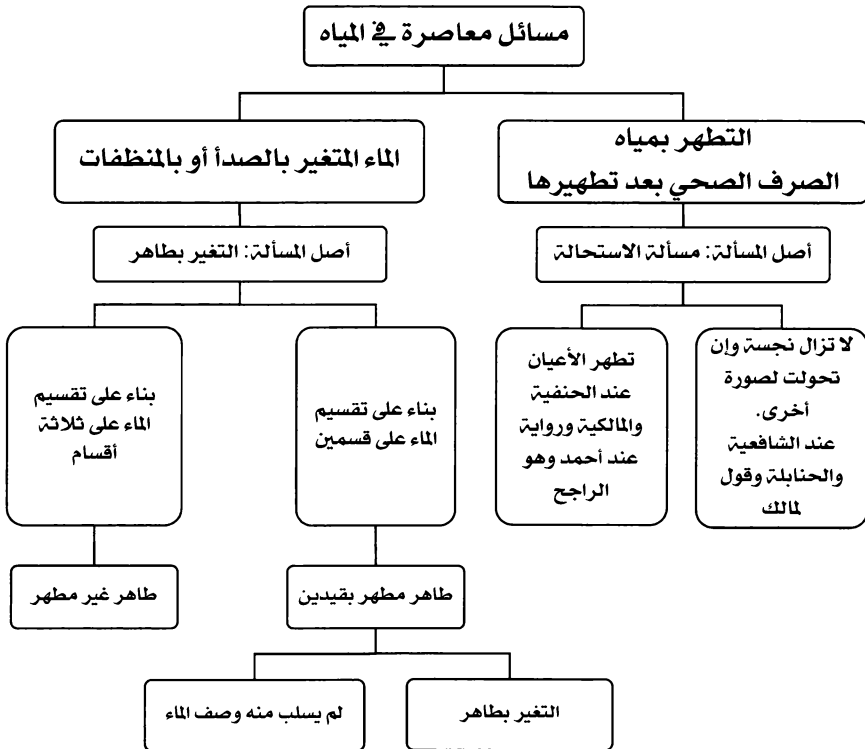 مسائل معاصرة في المياه
التطهر بمياه
الصرف الصحي بعد تطهيرها
الماء المتغير بالصدأ أو بالمنظفات
أصل المسألة: مسألة الاستحالة
أصل المسألة: التغير بطاهر
لا تزال نجسة وإن
تحولت لصورة
أخرى.
عند الشافعية
والحنابلة وقول
لمالك
تطهر الأعيان
عند الحنفية
والمالكية ورواية
عند أحمد وهو
الراجح
بناء على تقسيم
الماء على قسمين
بناء على تقسيم
الماء على ثلاثة
أقسام
طاهر مطهر بقيدين
طاهر غير مطهر
التغير بطاهر
لم يسلب منه وصف الماء